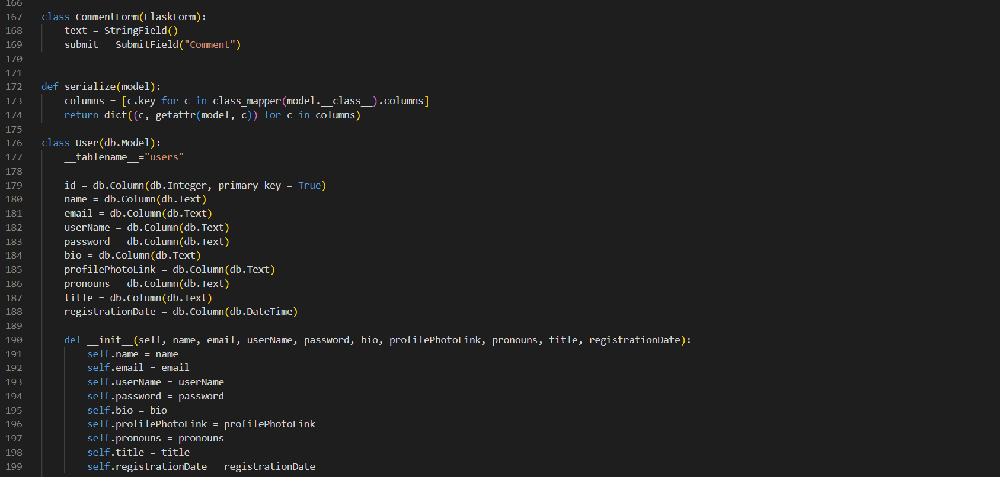 166
167 class CommentForm(FlaskForm):
168     text = StringField()
169     submit = SubmitField("Comment")
170
171
172 def serialize(model):
173     columns = [c.key for c in class_mapper(model.__class__).columns]
174     return dict((c, getattr(model, c)) for c in columns)
175
176 class User(db.Model):
177     __tablename__="users"
178
179     id = db.Column(db.Integer, primary_key = True)
180     name = db.Column(db.Text)
181     email = db.Column(db.Text)
182     userName = db.Column(db.Text)
183     password = db.Column(db.Text)
184     bio = db.Column(db.Text)
185     profilePhotoLink = db.Column(db.Text)
186     pronouns = db.Column(db.Text)
187     title = db.Column(db.Text)
188     registrationDate = db.Column(db.DateTime)
189
190     def __init__(self, name, email, userName, password, bio, profilePhotoLink, pronouns, title, registrationDate):
191         self.name = name
192         self.email = email
193         self.userName = userName
194         self.password = password
195         self.bio = bio
196         self.profilePhotoLink = profilePhotoLink
197         self.pronouns = pronouns
198         self.title = title
199         self.registrationDate = registrationDate